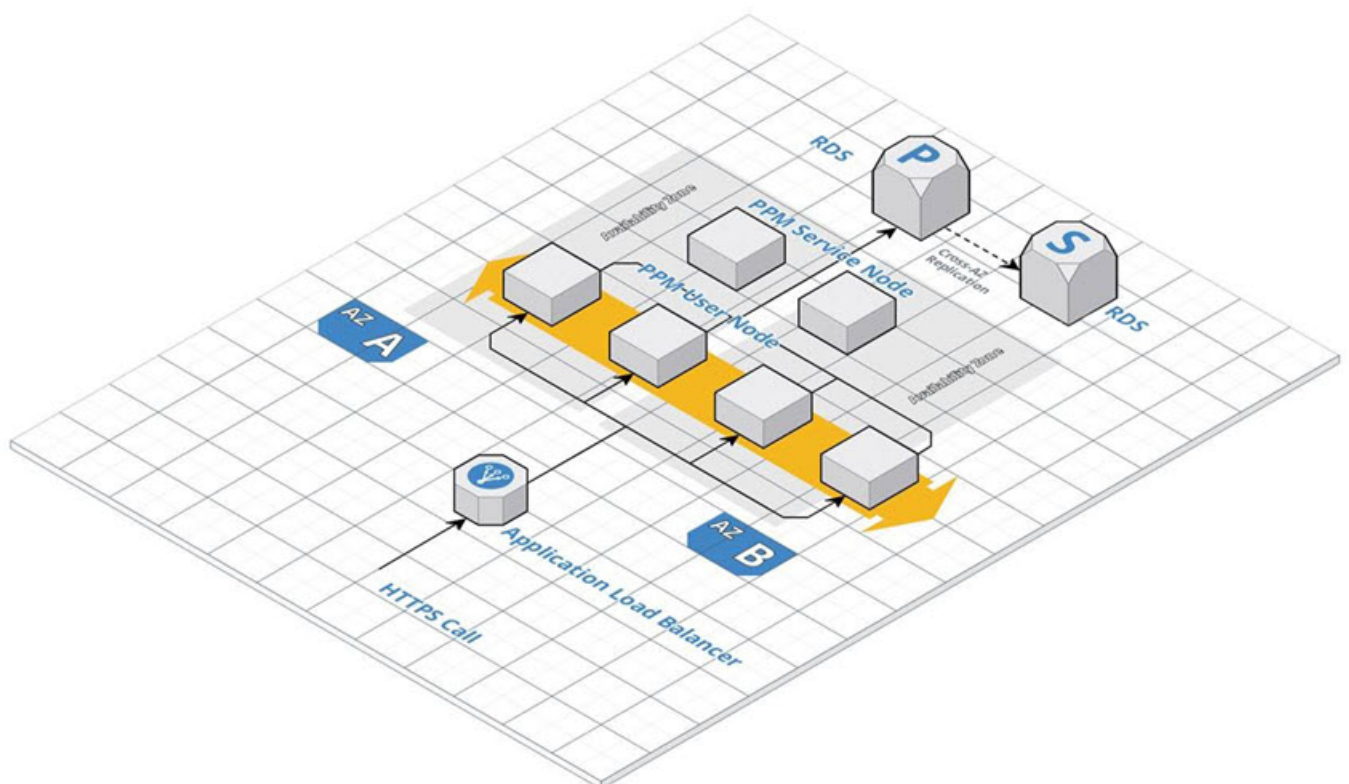 RDS
P
Availability Zone
PPM Service Node
S
Cross-AZ
Replication
RDS
PPM User Node
AZ
A
Availability Zone
AZ
B
Application Load Balancer
HTTPS Call